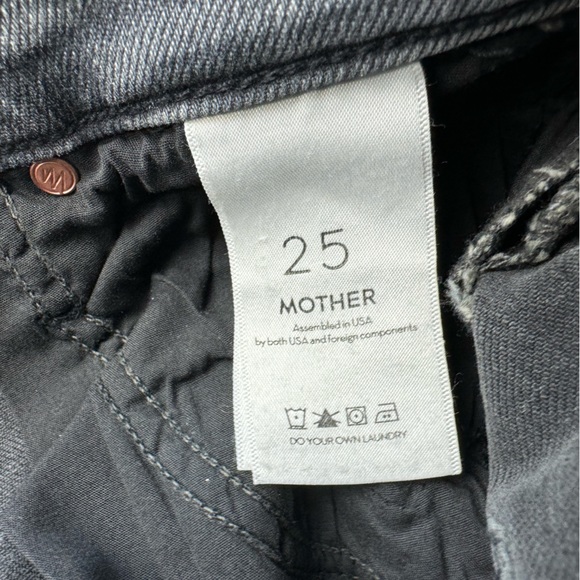 25
MOTHER
Assembled in USA
by both USA and foreign components
DO YOUR OWN LAUNDRY